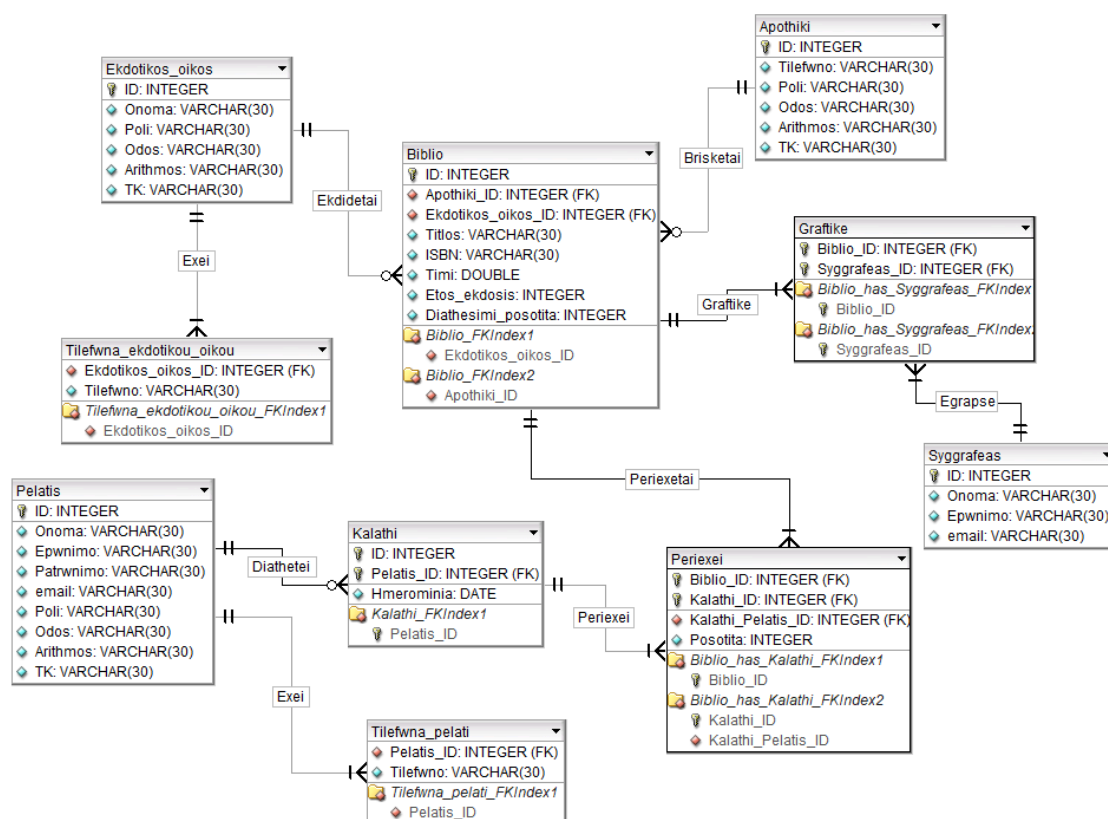 Apothiki
ID: INTEGER
Tilefwno: VARCHAR(30)
Poli: VARCHAR(30)
Odos: VARCHAR(30)
Arithmos: VARCHAR(30)
TK: VARCHAR(30)
Ekdotikos_oikos
ID: INTEGER
Onoma: VARCHAR(30)
Poli: VARCHAR(30)
Odos: VARCHAR(30)
Arithmos: VARCHAR(30)
TK: VARCHAR(30)
Ekdidetai
Brisketai
Exei
Biblio
ID: INTEGER
Apothiki_ID: INTEGER (FK)
Ekdotikos_oikos_ID: INTEGER (FK)
Titlos: VARCHAR(30)
ISBN: VARCHAR(30)
Timi: DOUBLE
Etos_ekdosis: INTEGER
Diathesimi_posotita: INTEGER
Biblio_FKIndex1
Ekdotikos_oikos_ID
Biblio_FKIndex2
Apothiki_ID
Graftike
Graftike
Biblio_ID: INTEGER (FK)
Syggrafeas_ID: INTEGER (FK)
Biblio_has_Syggrafeas_FKIndex
Biblio_ID
Biblio_has_Syggrafeas_FKIndex
Syggrafeas_ID
Tilefwna_ekdotikou_oikou
Ekdotikos_oikos_ID: INTEGER (FK)
Tilefwno: VARCHAR(30)
Tilefwna_ekdotikou_oikou_FKIndex1
Ekdotikos_oikos_ID
Egrapse
Syggrafeas
ID: INTEGER
Onoma: VARCHAR(30)
Epwnimo: VARCHAR(30)
email: VARCHAR(30)
Periexetai
Pelatis
ID: INTEGER
Onoma: VARCHAR(30)
Epwnimo: VARCHAR(30)
Patrwnimo: VARCHAR(30)
email: VARCHAR(30)
Poli: VARCHAR(30)
Odos: VARCHAR(30)
Arithmos: VARCHAR(30)
TK: VARCHAR(30)
Diathetei
Kalathi
ID: INTEGER
Pelatis_ID: INTEGER (FK)
Hmerominia: DATE
Kalathi_FKIndex1
Pelatis_ID
Periexei
Periexei
Biblio_ID: INTEGER (FK)
Kalathi_ID: INTEGER (FK)
Kalathi_Pelatis_ID: INTEGER (FK)
Posotita: INTEGER
Biblio_has_Kalathi_FKIndex1
Biblio_ID
Biblio_has_Kalathi_FKIndex2
Kalathi_ID
Kalathi_Pelatis_ID
Exei
Tilefwna_pelati
Pelatis_ID: INTEGER (FK)
Tilefwno: VARCHAR(30)
Tilefwna_pelati_FKIndex1
Pelatis_ID